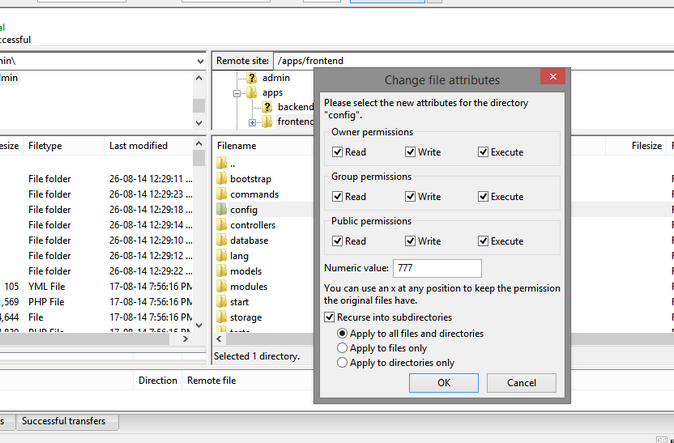 al
ccessful
min\
Remote site: /apps/frontend
dmin
admin
apps
backend
fronten
esize Filetype Last modified
File folder 26-08-14 12:29:11 ...
File folder 26-08-14 12:29:23 ...
File folder 26-08-14 12:29:18 ...
File folder 26-08-14 12:29:14 ...
File folder 26-08-14 12:29:10 ...
File folder 26-08-14 12:29:12 ...
File folder 26-08-14 12:29:22 ...
105 YML File 17-08-14 7:56:16 PM
,569 PHP File 17-08-14 7:56:16 PM
,644 File 17-08-14 7:56:16 PM
Filename Filesize F
..
bootstrap
commands
config
controllers
database
lang
models
modules
start
storage
tests
Selected 1 directory.
Change file attributes
Please select the new attributes for the directory
"config".
Owner permissions
Read Write Execute
Group permissions
Read Write Execute
Public permissions
Read Write Execute
Numeric value: 777
You can use an x at any position to keep the permission
the original files have.
Recurse into subdirectories
Apply to all files and directories
Apply to files only
Apply to directories only
OK Cancel
Direction Remote file
s Successful transfers